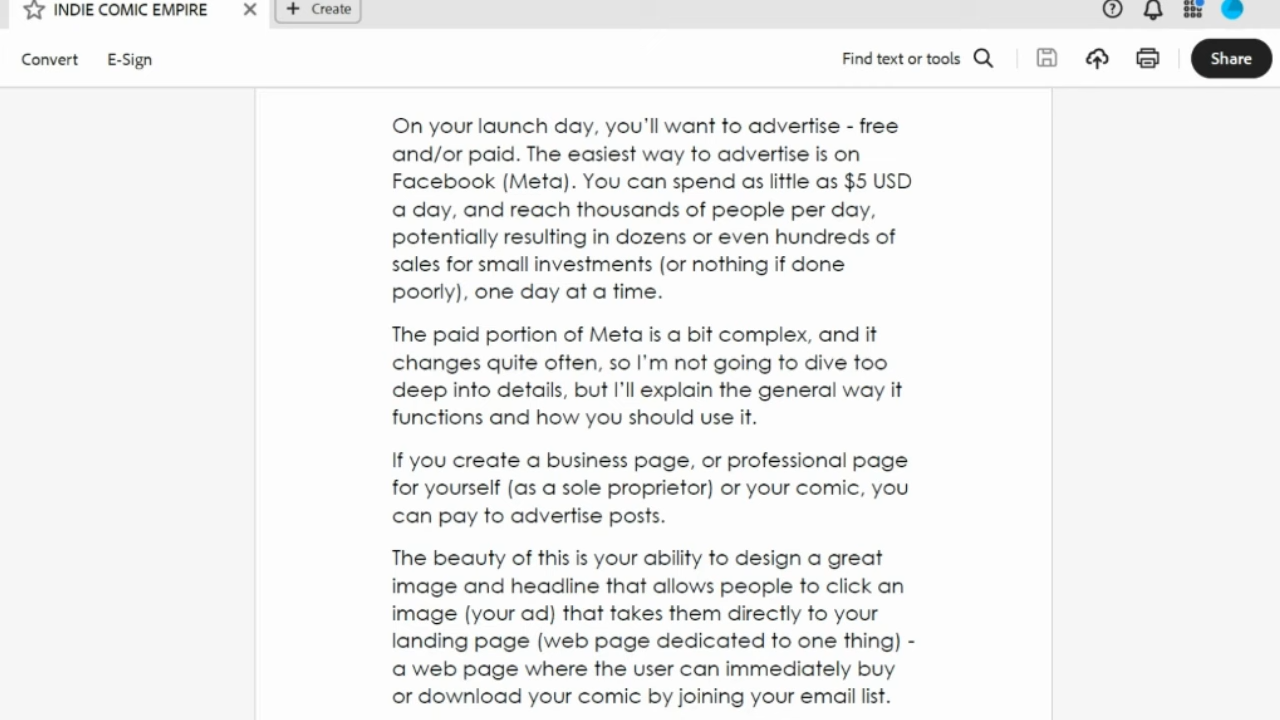 INDIE COMIC EMPIRE
+ Create
Convert E-Sign Find text or tools Share
On your launch day, you'll want to advertise - free
and/or paid. The easiest way to advertise is on
Facebook (Meta). You can spend as little as $5 USD
a day, and reach thousands of people per day,
potentially resulting in dozens or even hundreds of
sales for small investments (or nothing if done
poorly), one day at a time.
The paid portion of Meta is a bit complex, and it
changes quite often, so I'm not going to dive too
deep into details, but I'll explain the general way it
functions and how you should use it.
If you create a business page, or professional page
for yourself (as a sole proprietor) or your comic, you
can pay to advertise posts.
The beauty of this is your ability to design a great
image and headline that allows people to click an
image (your ad) that takes them directly to your
landing page (web page dedicated to one thing) -
a web page where the user can immediately buy
or download your comic by joining your email list.